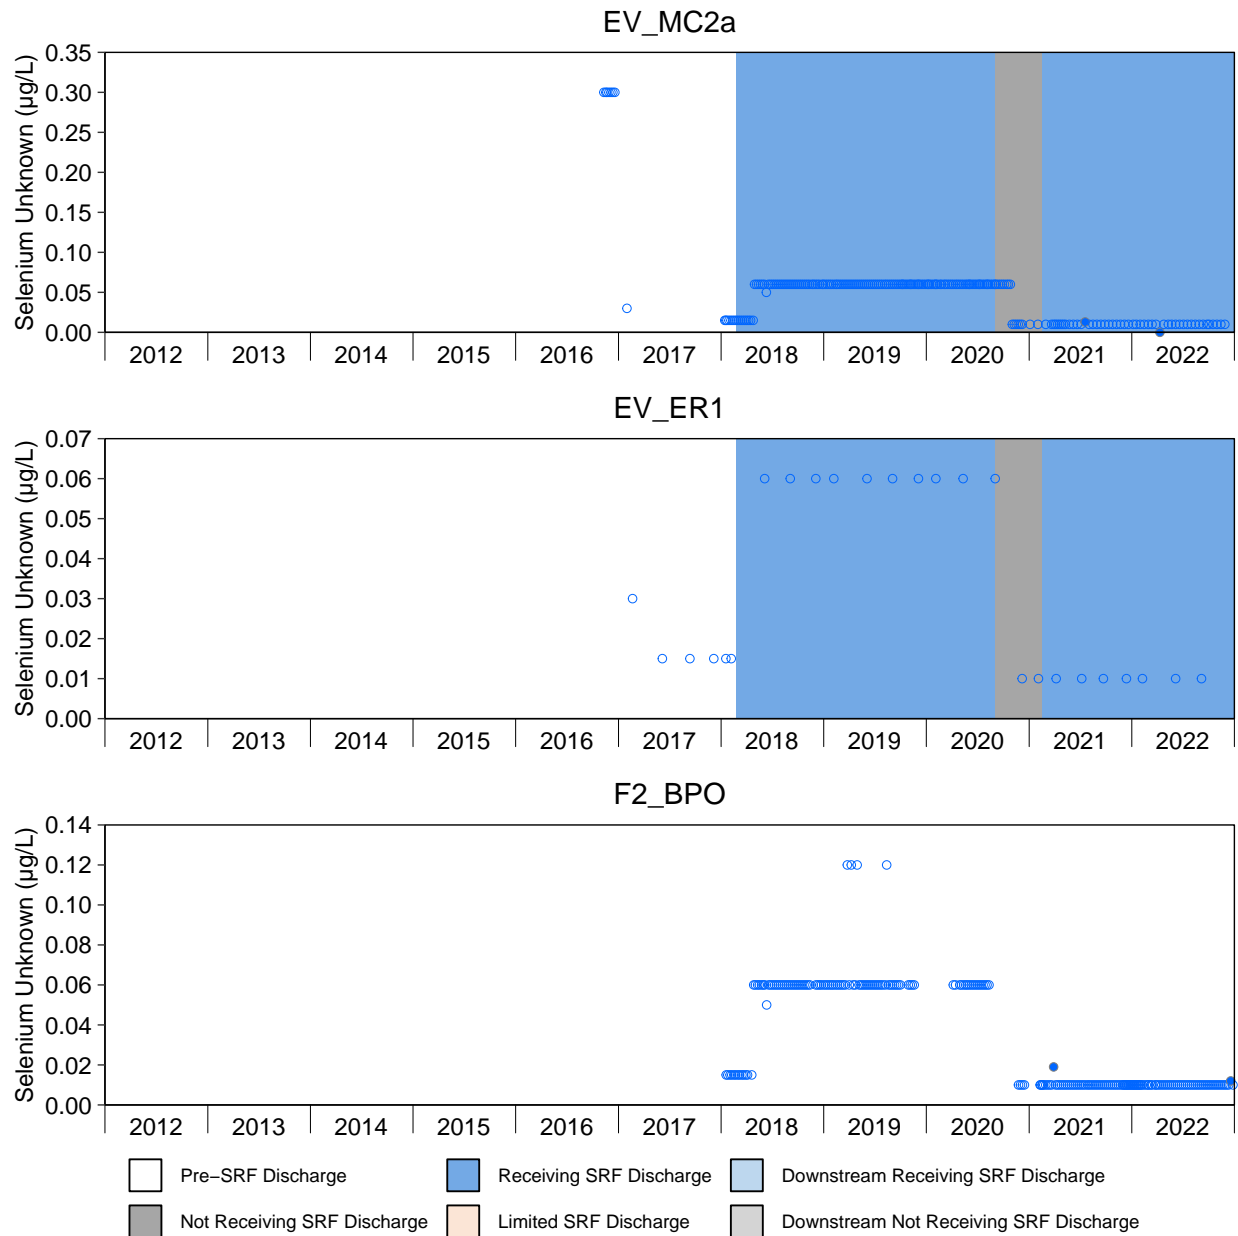 EV_MC2a
Selenium Unknown (µg/L)
0.35
0.30
0.25
0.20
0.15
0.10
0.05
0.00
2012 2013 2014 2015 2016 2017 2018 2019 2020 2021 2022
EV_ER1
Selenium Unknown (µg/L)
0.07
0.06
0.05
0.04
0.03
0.02
0.01
0.00
2012 2013 2014 2015 2016 2017 2018 2019 2020 2021 2022
F2_BPO
Selenium Unknown (µg/L)
0.14
0.12
0.10
0.08
0.06
0.04
0.02
0.00
2012 2013 2014 2015 2016 2017 2018 2019 2020 2021 2022
Pre−SRF Discharge Receiving SRF Discharge Downstream Receiving SRF Discharge
Not Receiving SRF Discharge Limited SRF Discharge Downstream Not Receiving SRF Discharge